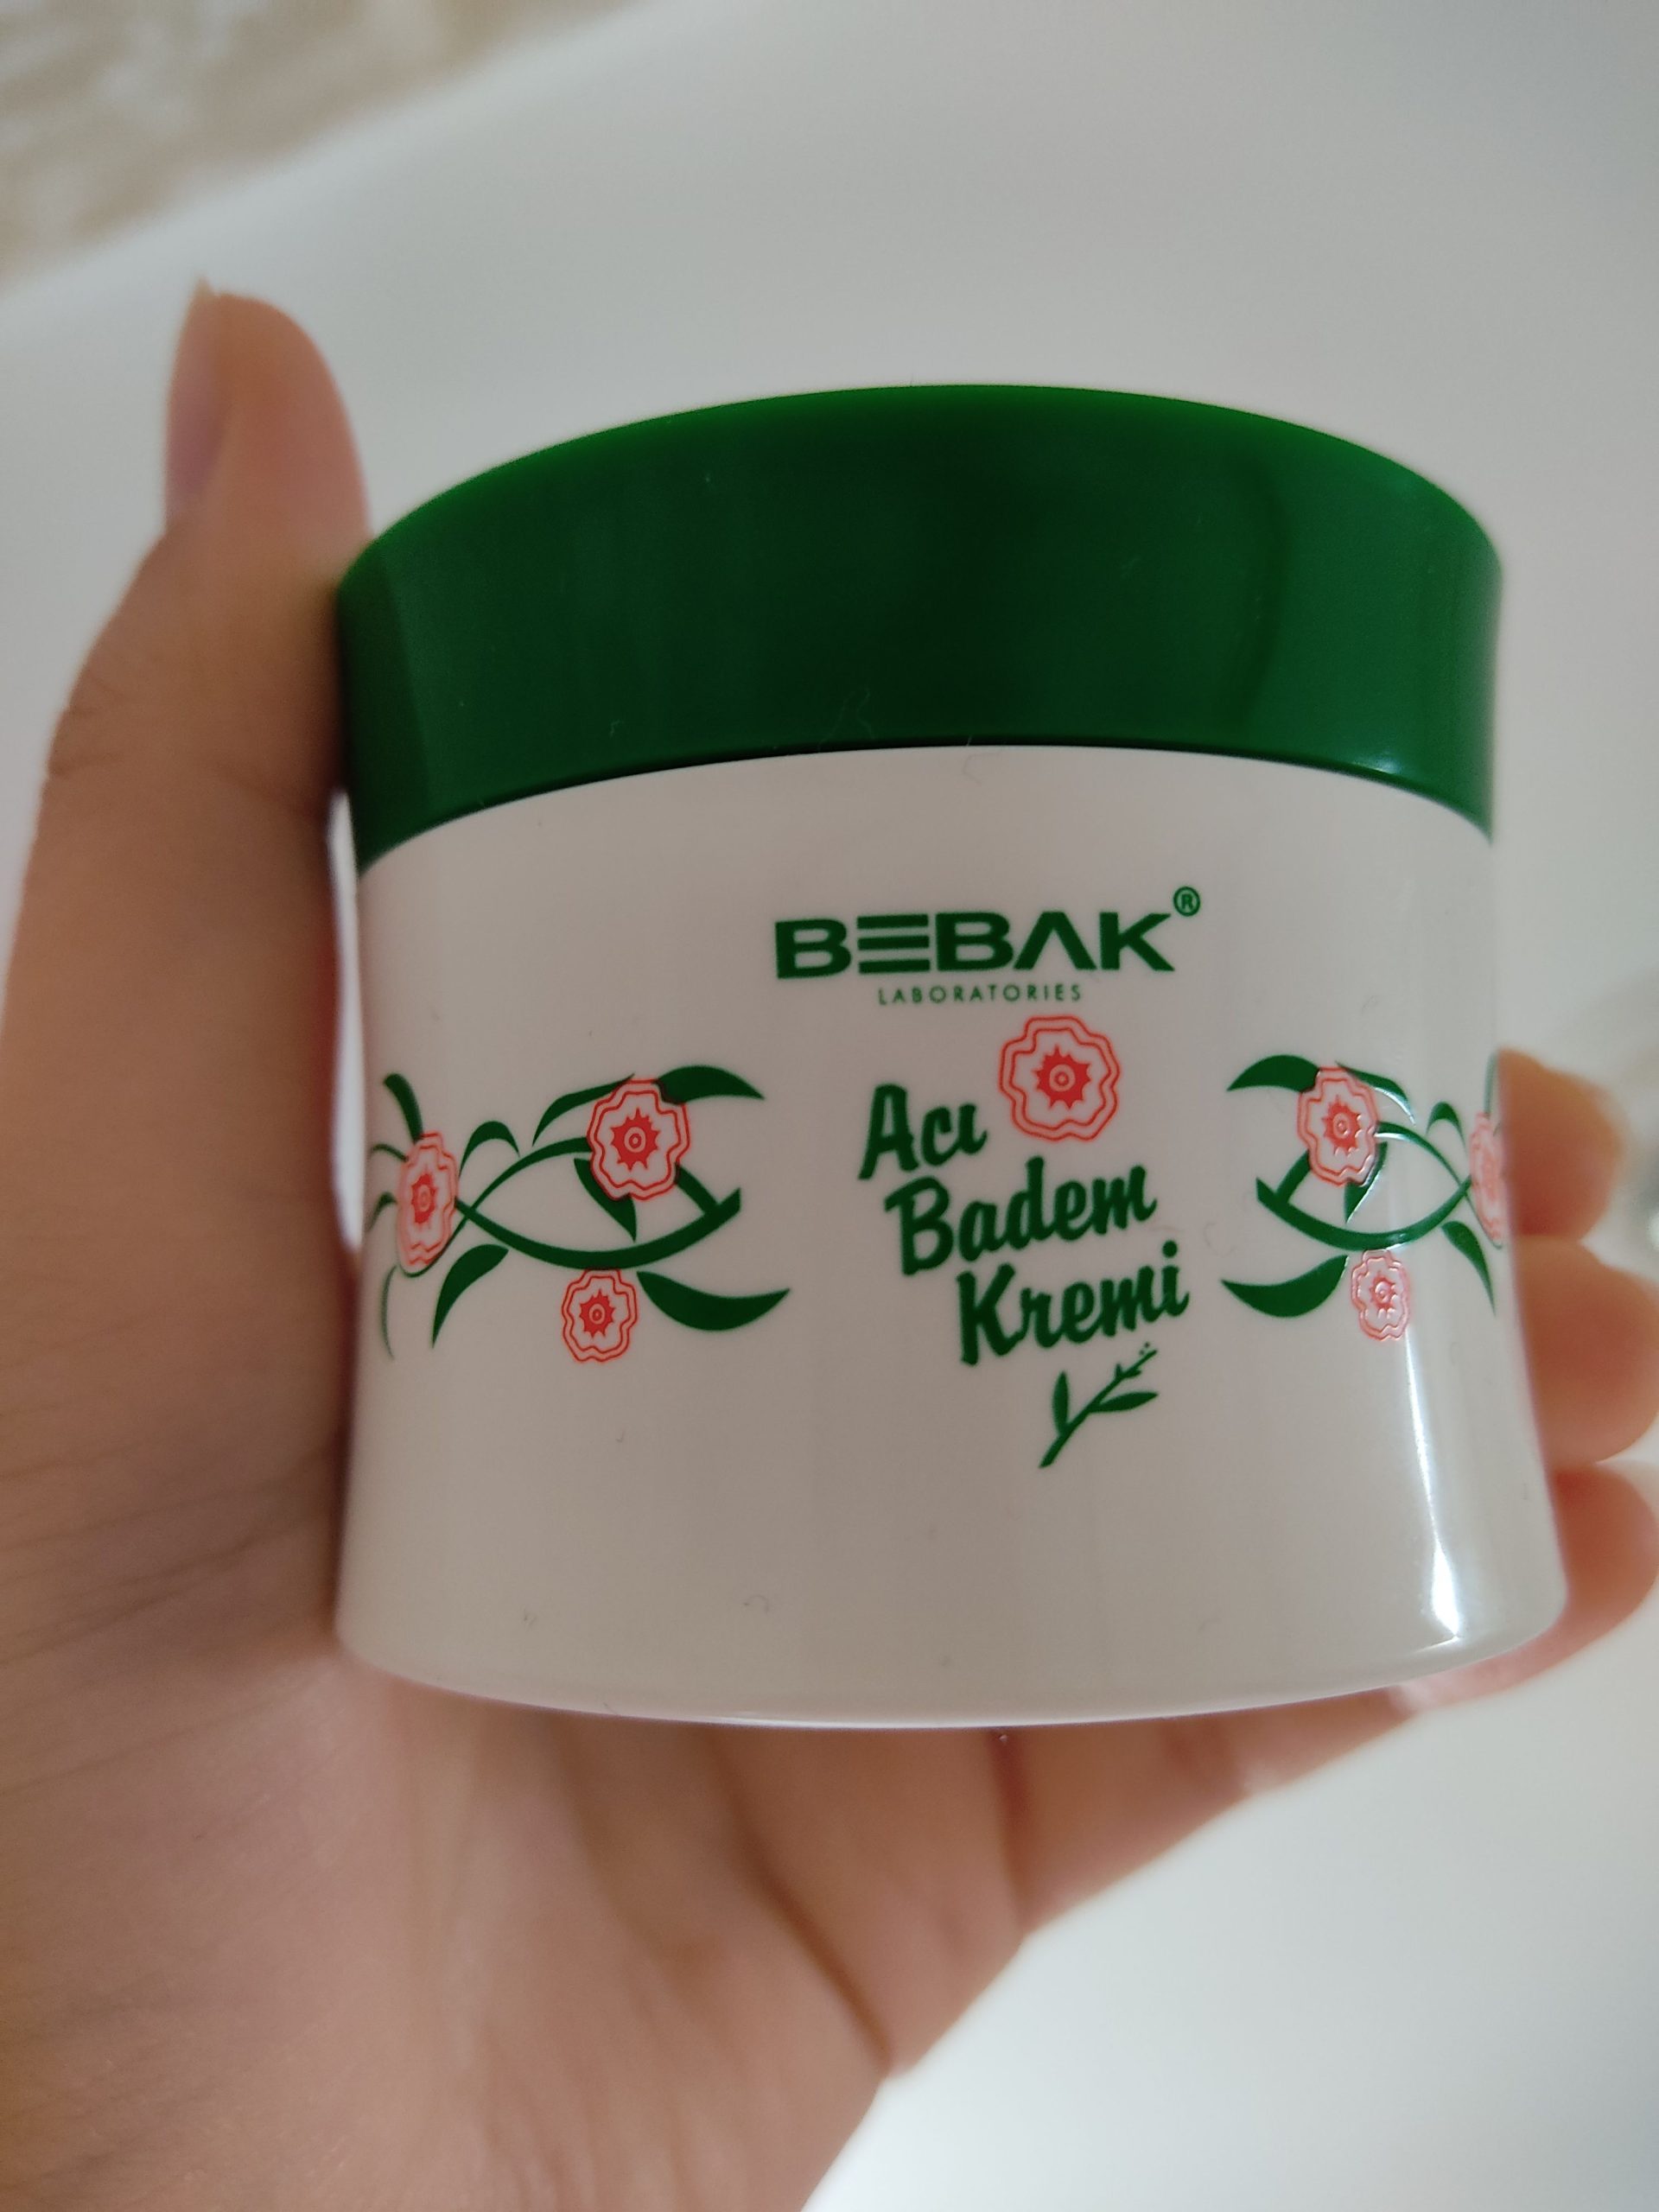 BEBAK®
LABORATORIES
Acı
Badem
Kremi